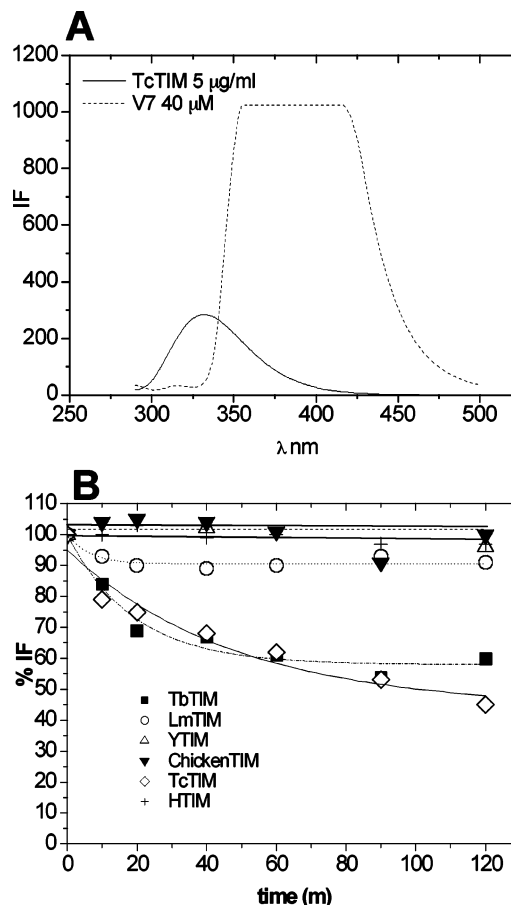 A
1200
1000
800
600
400
200
0
IF
TcTIM 5 μg/ml
V7 40 μM
250 300 350 400 450 500
λ nm
B
110
100
90
80
70
60
50
40
30
20
10
0
% IF
TbTIM
LmTIM
YTIM
ChickenTIM
TcTIM
HTIM
0 20 40 60 80 100 120
time (m)